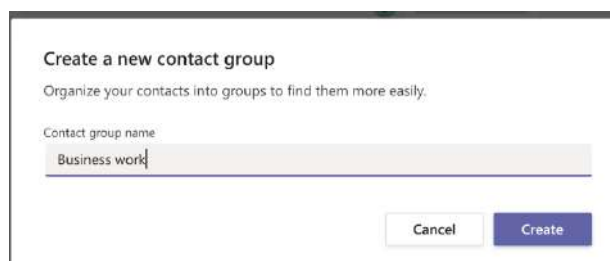 Create a new contact group
Organize your contacts into groups to find them more easily.
Contact group name
Business work
Cancel
Create